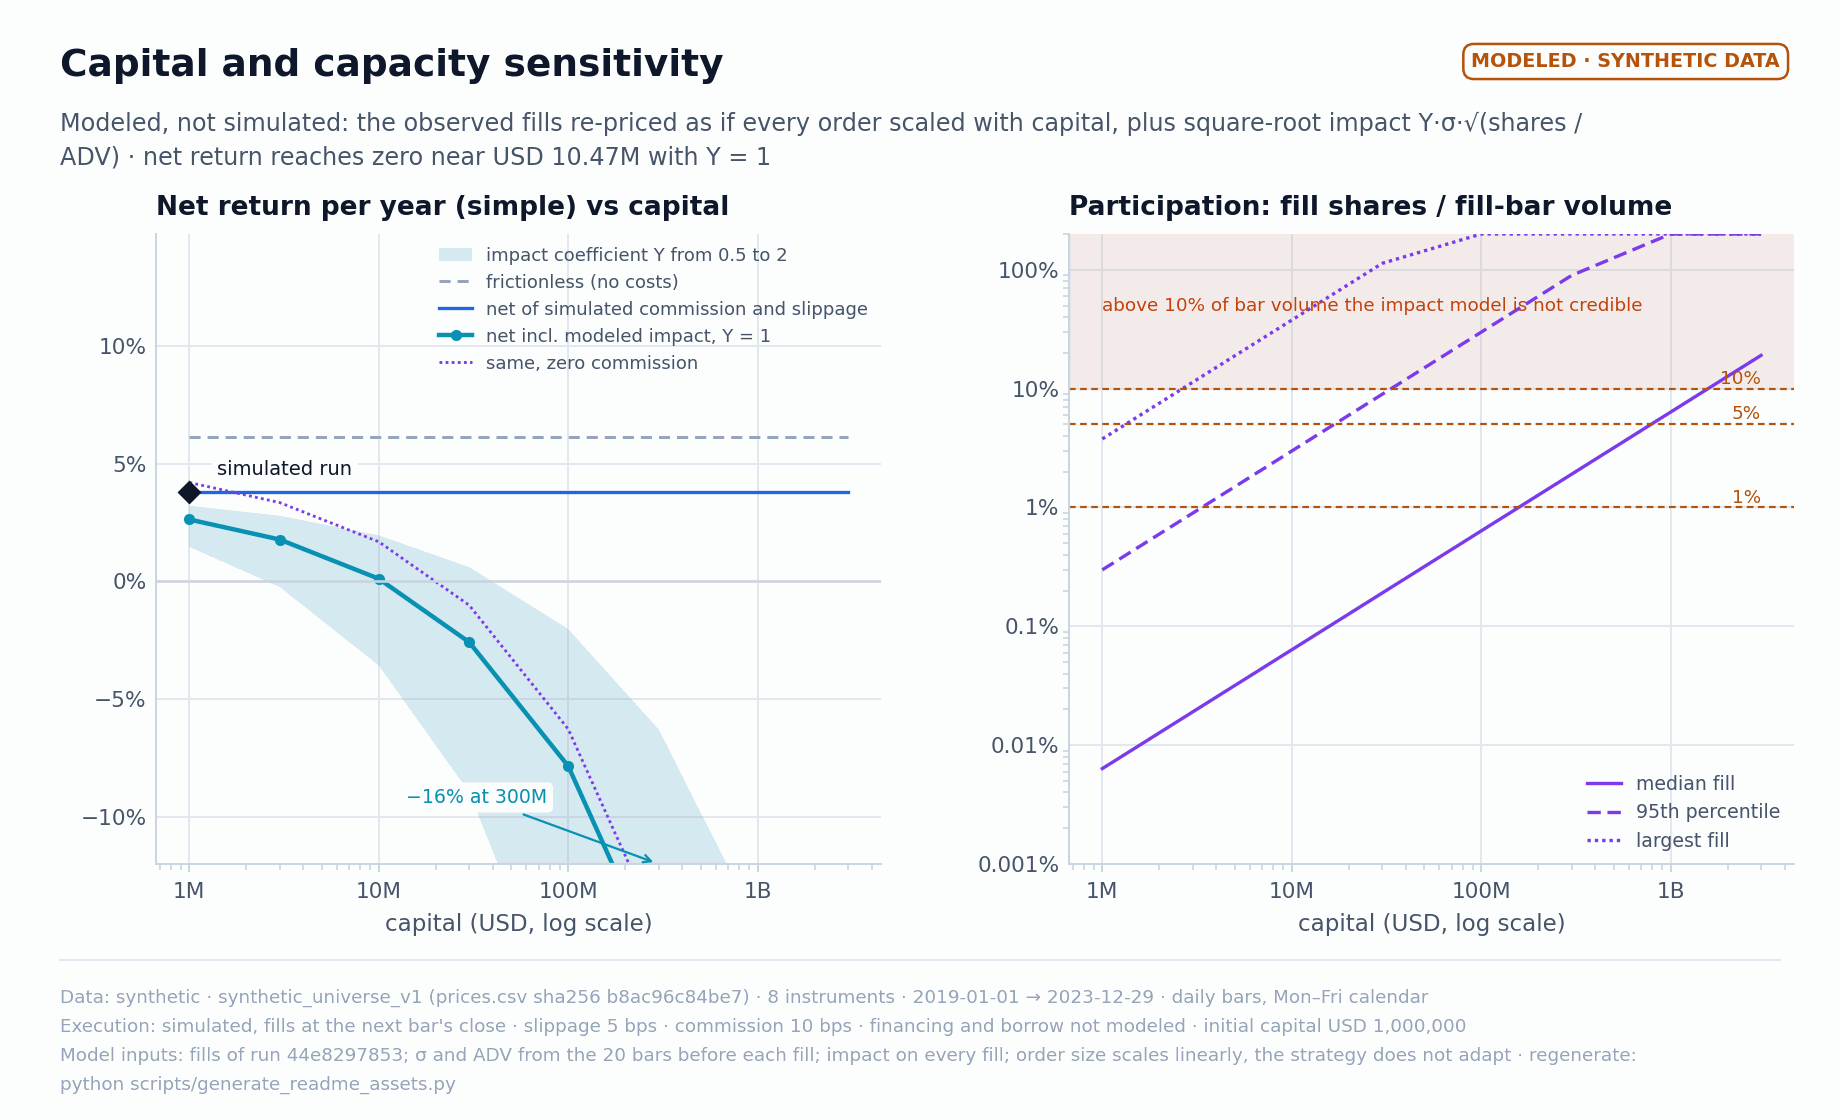 Capital and capacity sensitivity
MODELED · SYNTHETIC DATA
Modeled, not simulated: the observed fills re-priced as if every order scaled with capital, plus square-root impact Y·σ·√(shares /
ADV) · net return reaches zero near USD 10.47M with Y = 1
Net return per year (simple) vs capital
impact coefficient Y from 0.5 to 2
frictionless (no costs)
net of simulated commission and slippage
net incl. modeled impact, Y = 1
same, zero commission
10%
5%
0%
−5%
−10%
simulated run
−16% at 300M
1M
10M
100M
1B
capital (USD, log scale)
Participation: fill shares / fill-bar volume
100%
10%
1%
0.1%
0.01%
0.001%
above 10% of bar volume the impact model is not credible
10%
5%
1%
median fill
95th percentile
largest fill
1M
10M
100M
1B
capital (USD, log scale)
Data: synthetic · synthetic_universe_v1 (prices.csv sha256 b8ac96c84be7) · 8 instruments · 2019-01-01 → 2023-12-29 · daily bars, Mon–Fri calendar
Execution: simulated, fills at the next bar's close · slippage 5 bps · commission 10 bps · financing and borrow not modeled · initial capital USD 1,000,000
Model inputs: fills of run 44e8297853; σ and ADV from the 20 bars before each fill; impact on every fill; order size scales linearly, the strategy does not adapt · regenerate:
python scripts/generate_readme_assets.py